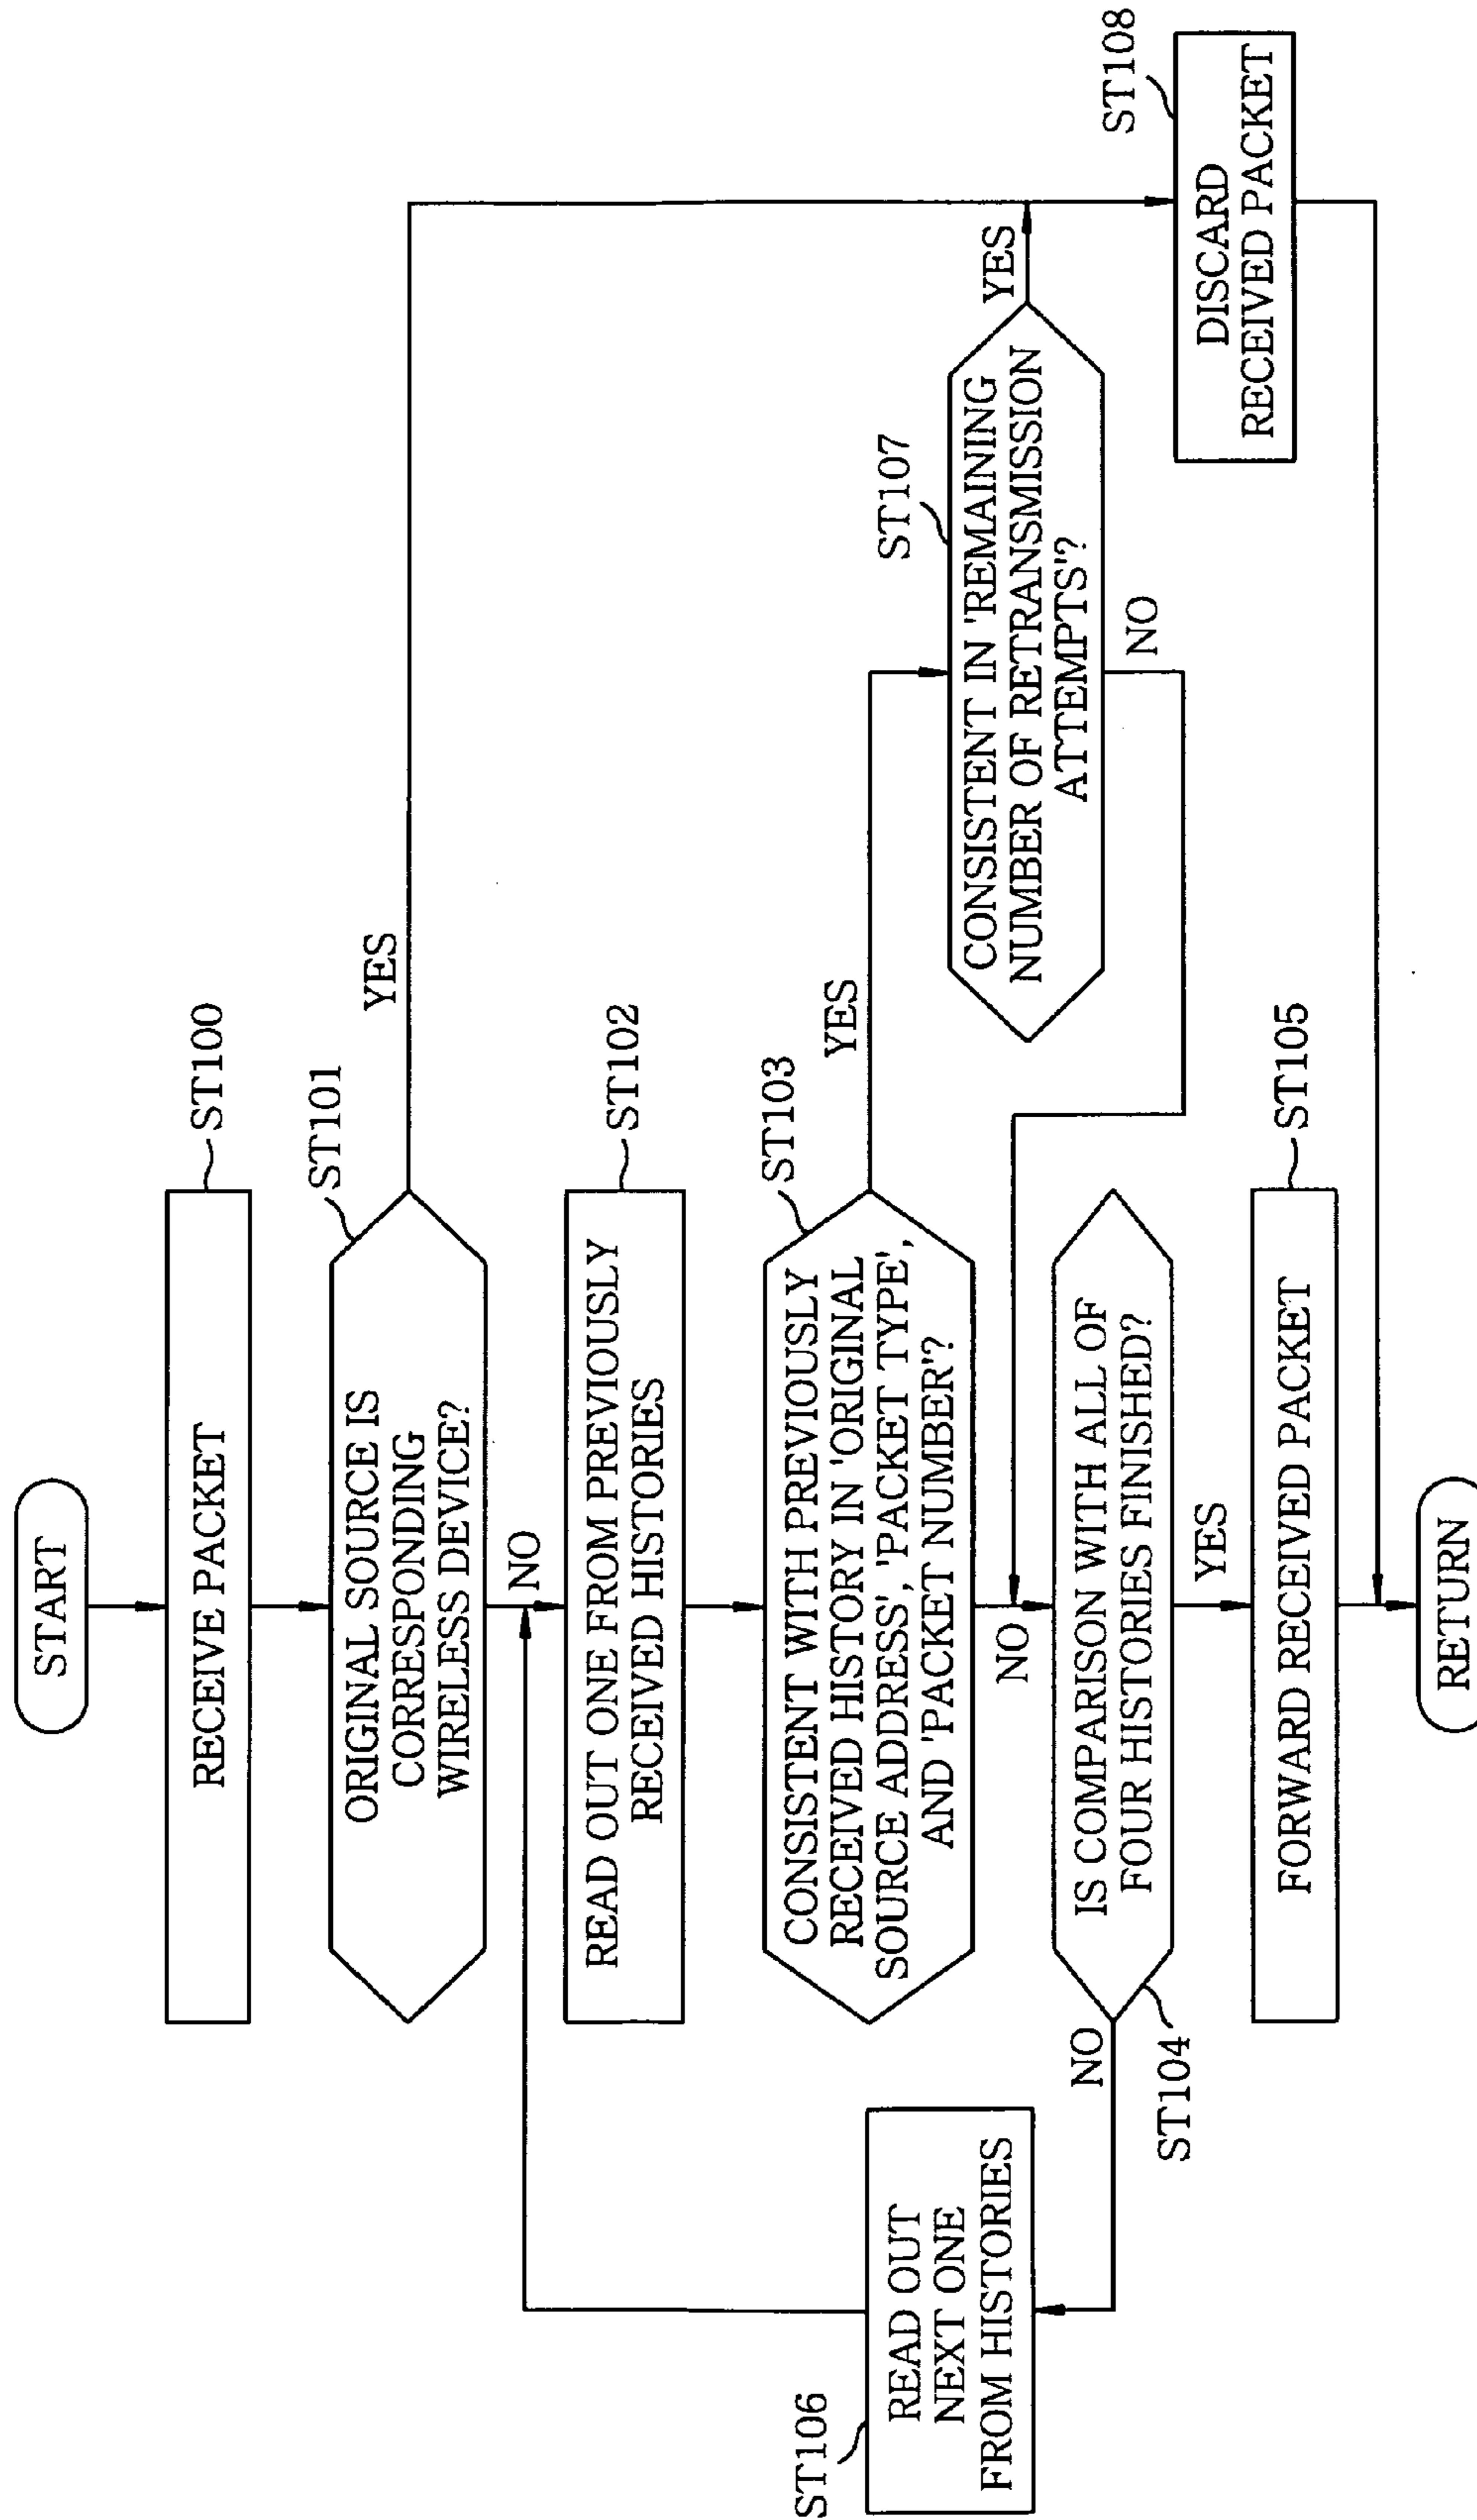 START
RECEIVE PACKET
ST100
ORIGINAL SOURCE IS
CORRESPONDING
WIRELESS DEVICE?
ST101
YES
NO
READ OUT ONE FROM PREVIOUSLY
RECEIVED HISTORIES
ST102
CONSISTENT WITH PREVIOUSLY
RECEIVED HISTORY IN 'ORIGINAL
SOURCE ADDRESS','PACKET TYPE',
AND 'PACKET NUMBER'?
ST103
YES
NO
ST106
READ OUT
NEXT ONE
FROM HISTORIES
ST107
CONSISTENT IN 'REMAINING
NUMBER OF RETRANSMISSION
ATTEMPTS'?
YES
NO
IS COMPARISON WITH ALL OF
FOUR HISTORIES FINISHED?
NO
ST104
YES
ST108
DISCARD
RECEIVED PACKET
FORWARD RECEIVED PACKET
ST105
RETURN